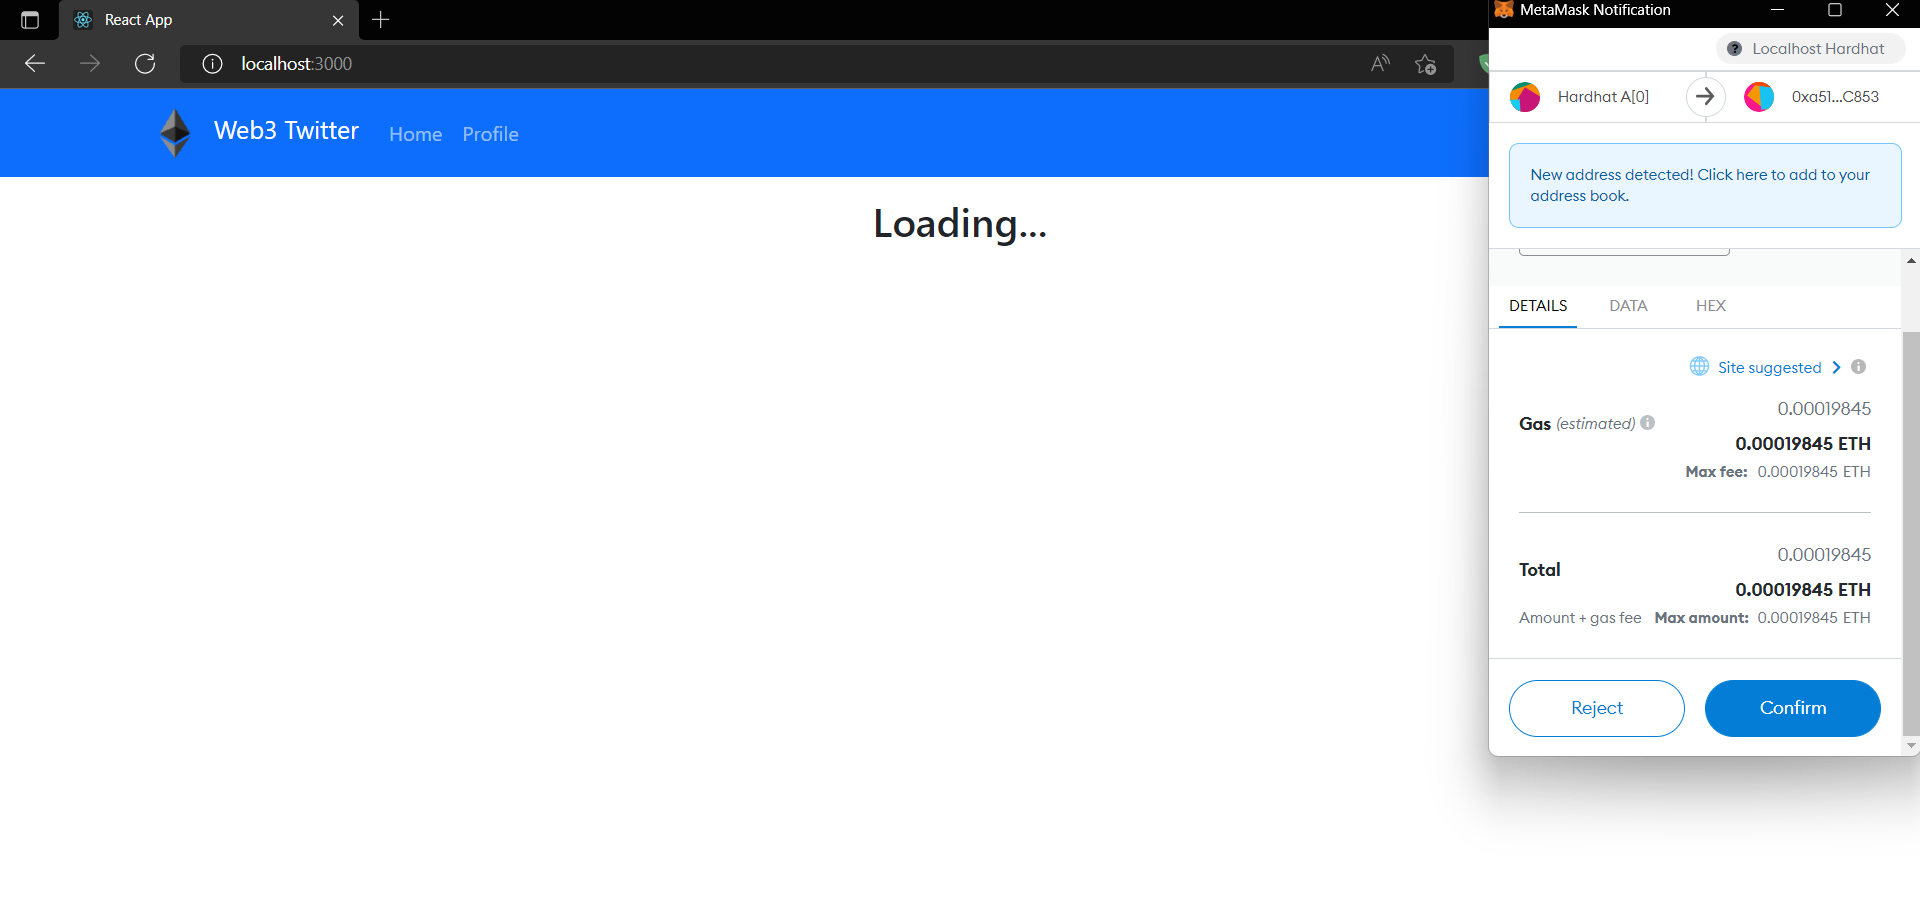 React App
localhost:3000
Web3 Twitter
Home
Profile
Loading...
MetaMask Notification
Localhost Hardhat
Hardhat A[0]
0xa51...C853
New address detected! Click here to add to your
address book.
DETAILS
DATA
HEX
Site suggested
Gas (estimated)
0.00019845
0.00019845 ETH
Max fee: 0.00019845 ETH
Total
0.00019845
0.00019845 ETH
Amount + gas fee Max amount: 0.00019845 ETH
Reject
Confirm